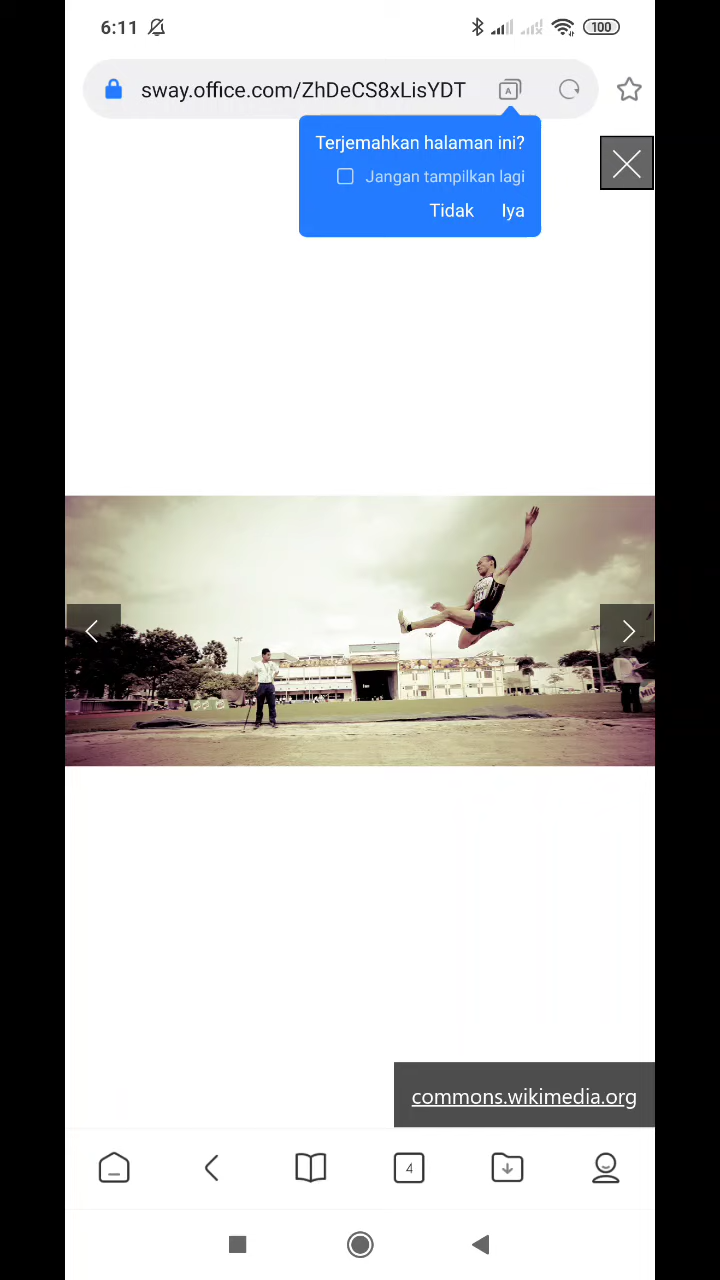 6:11
100
sway.office.com/ZhDeCS8xLisYDT
Terjemahkan halaman ini?
Jangan tampilkan lagi
Tidak Iya
commons.wikimedia.org
4